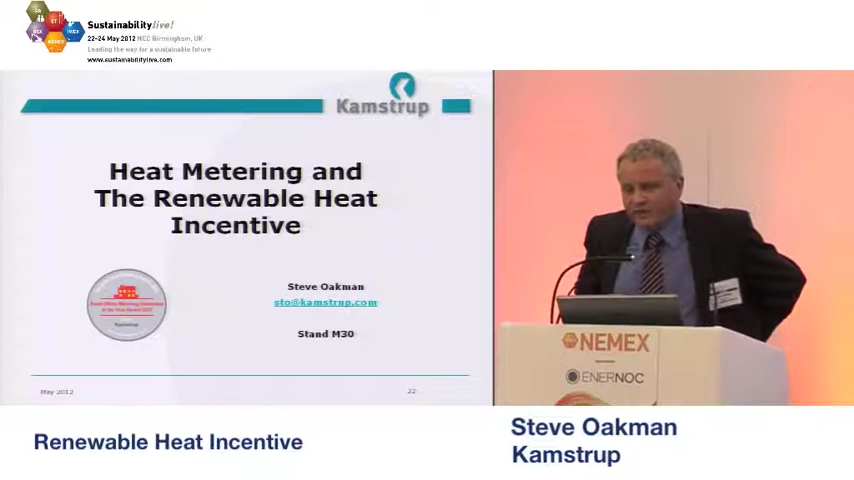 Sustainabilitylive!
22-24 May 2012 NEC Birmingham, UK
Leading the way for a sustainable future
www.sustainabilitylive.com
Kamstrup
Heat Metering and
The Renewable Heat
Incentive
Steve Oakman
sto@kamstrup.com
Stand M30
Kamstrup
May 2012
22
NEMEX
ENERNOC
Renewable Heat Incentive
Steve Oakman
Kamstrup